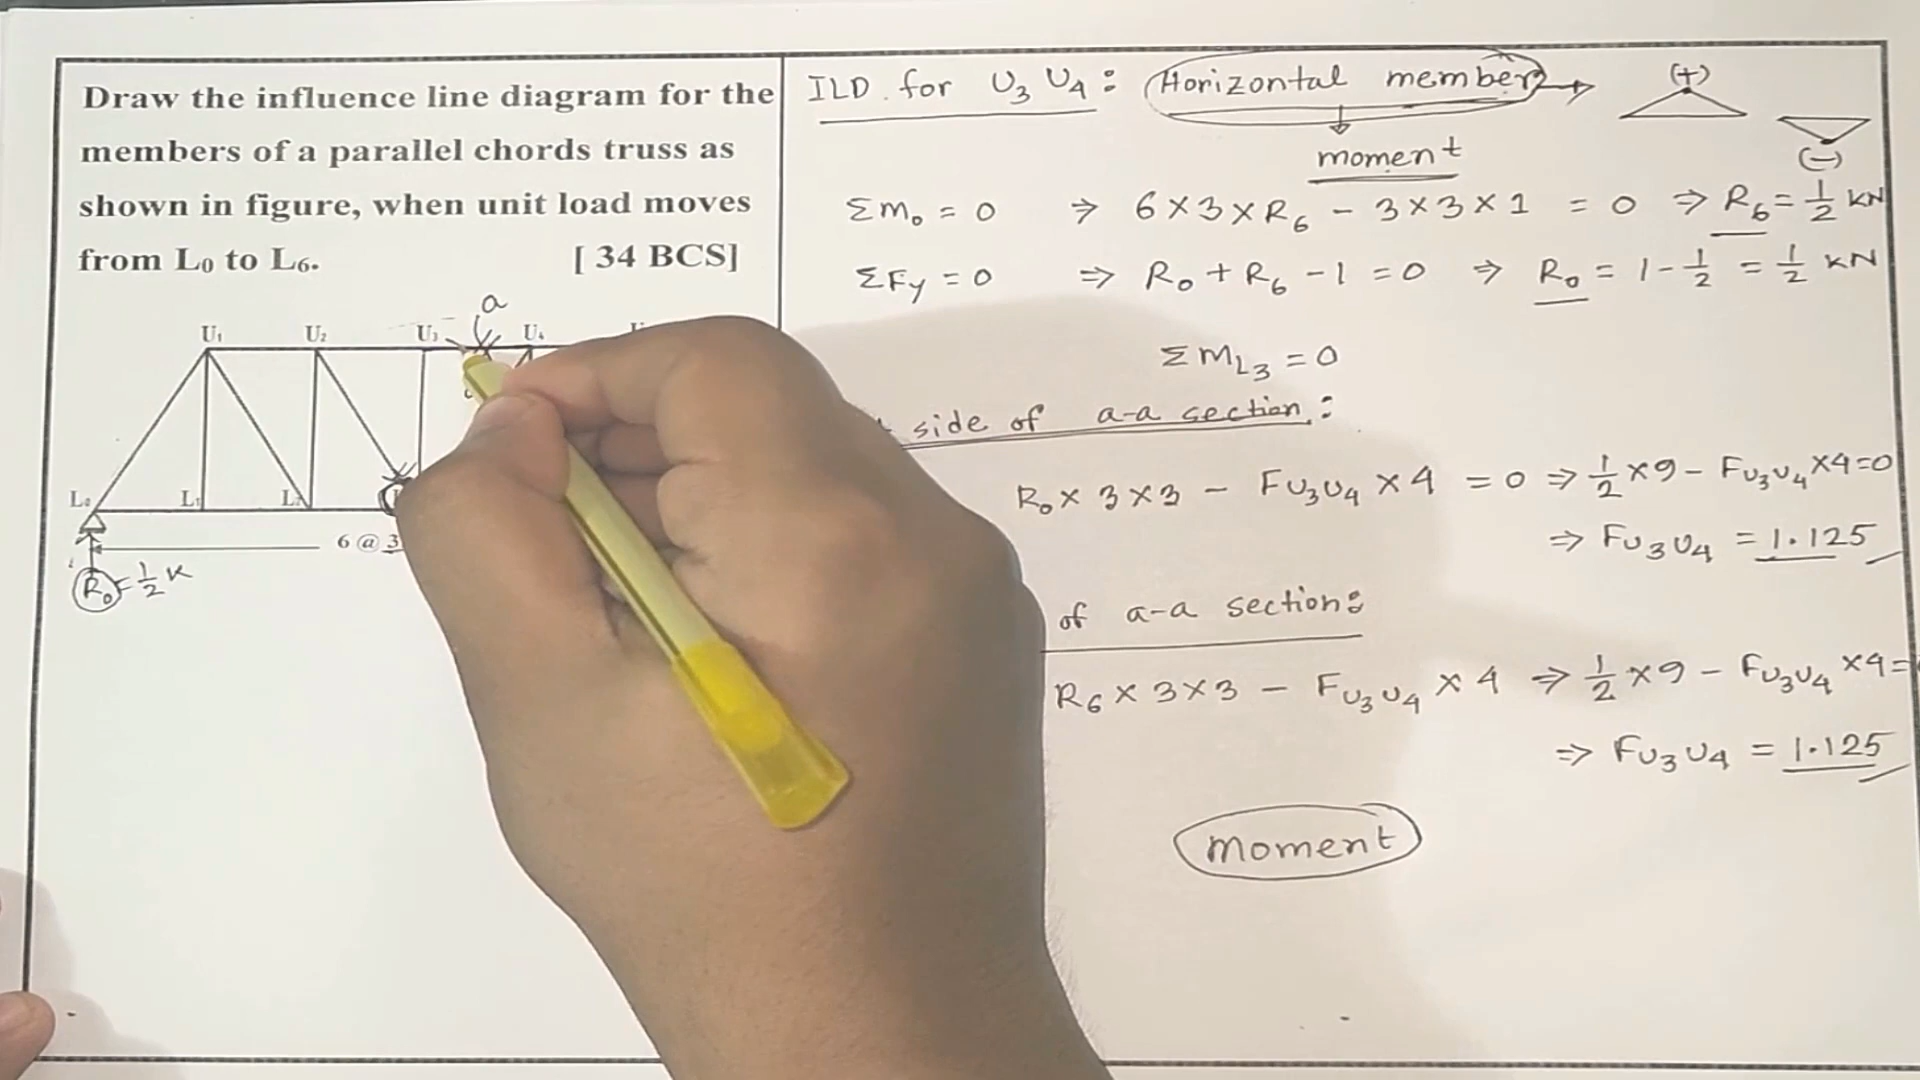 Draw the influence line diagram for the
members of a parallel chords truss as
shown in figure, when unit load moves
from L₀ to L₆. [ 34 BCS]
a
U₁ U₂ U₃ U₄
L₀ L₁ L₂
6 @ 3
R₀ = 1/2 K
ILD for U₃ U₄ : Horizontal member → (+)
moment (−)
ΣM₀ = 0 ⇒ 6×3×R₆ − 3×3×1 = 0 ⇒ R₆ = 1/2 kN
ΣFy = 0 ⇒ R₀ + R₆ − 1 = 0 ⇒ R₀ = 1 − 1/2 = 1/2 kN
ΣM_L₃ = 0
side of a-a section :
R₀ × 3 × 3 − F_U₃U₄ × 4 = 0 ⇒ 1/2 × 9 − F_U₃U₄ × 4 = 0
⇒ F_U₃U₄ = 1.125
of a-a section:
R₆ × 3 × 3 − F_U₃U₄ × 4 ⇒ 1/2 × 9 − F_U₃U₄ × 4 =
⇒ F_U₃U₄ = 1.125
moment